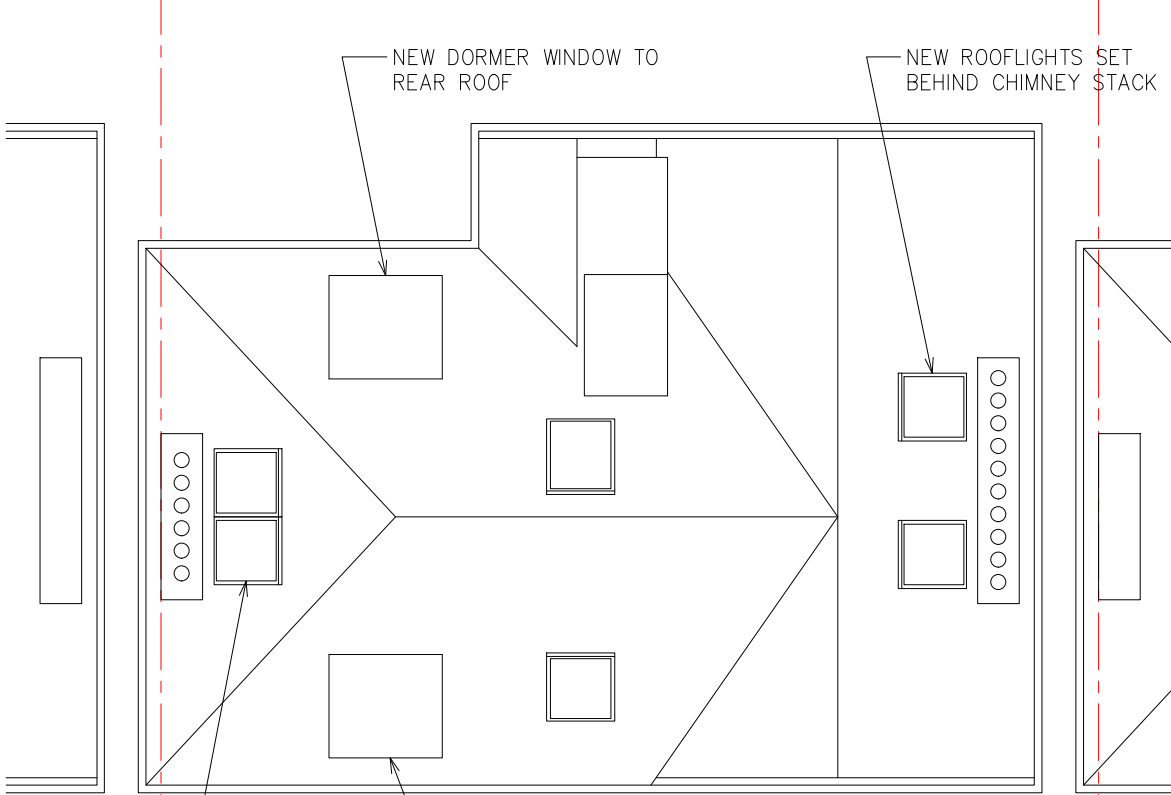 NEW DORMER WINDOW TO
REAR ROOF
NEW ROOFLIGHTS SET
BEHIND CHIMNEY STACK